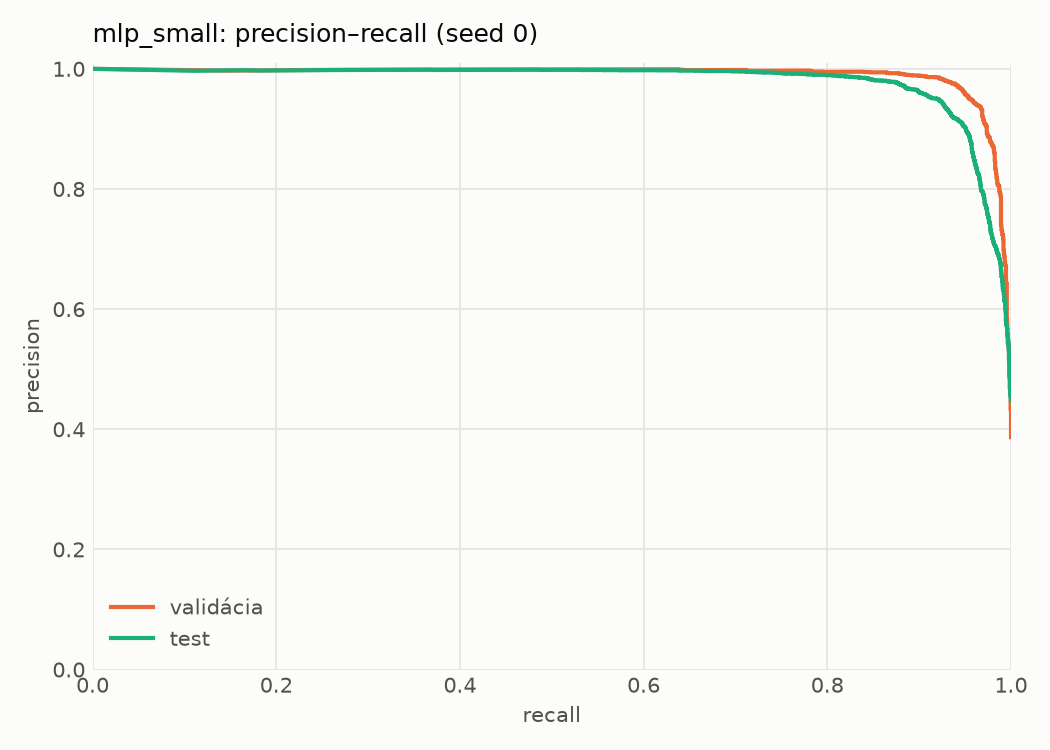 mlp_small: precision–recall (seed 0)
1.0
0.8
0.6
0.4
0.2
0.0
precision
validácia
test
0.0 0.2 0.4 0.6 0.8 1.0
recall